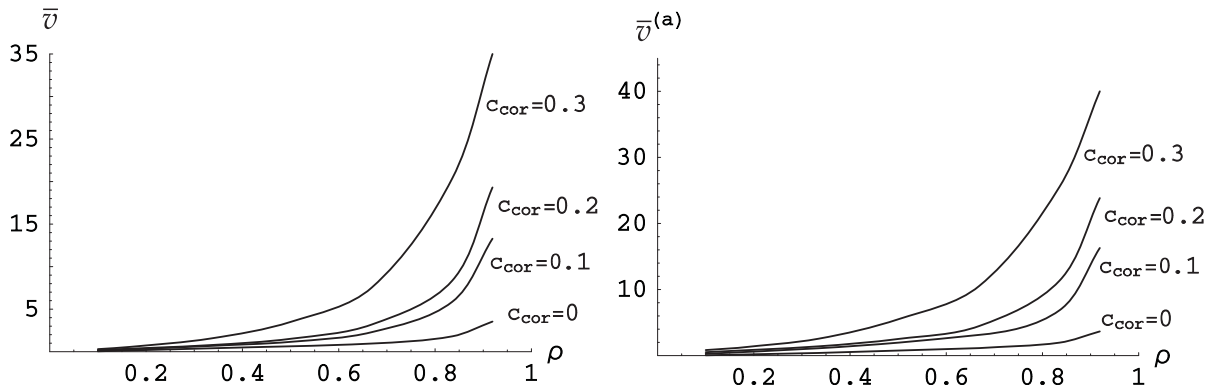 v̅
35
25
15
5
c_cor=0.3
c_cor=0.2
c_cor=0.1
c_cor=0
0.2 0.4 0.6 0.8 1
ρ
v̅^(a)
40
30
20
10
c_cor=0.3
c_cor=0.2
c_cor=0.1
c_cor=0
0.2 0.4 0.6 0.8 1
ρ